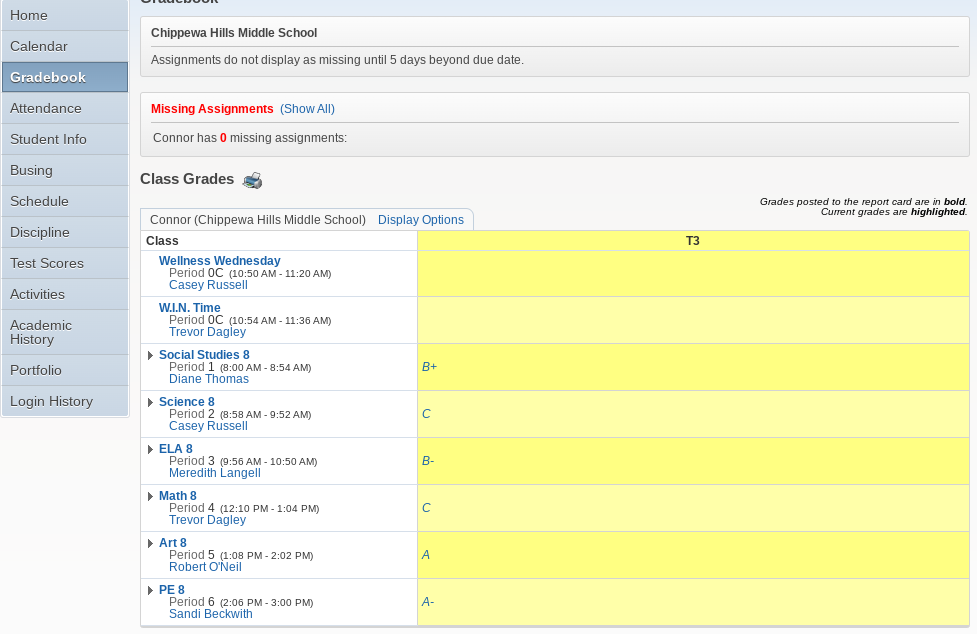 Gradebook
Home
Calendar
Gradebook
Attendance
Student Info
Busing
Schedule
Discipline
Test Scores
Activities
Academic
History
Portfolio
Login History
Chippewa Hills Middle School
Assignments do not display as missing until 5 days beyond due date.
Missing Assignments (Show All)
Connor has 0 missing assignments:
Class Grades
Grades posted to the report card are in bold.
Current grades are highlighted.
Connor (Chippewa Hills Middle School) Display Options
Class T3
Wellness Wednesday
Period 0C (10:50 AM - 11:20 AM)
Casey Russell
W.I.N. Time
Period 0C (10:54 AM - 11:36 AM)
Trevor Dagley
Social Studies 8
Period 1 (8:00 AM - 8:54 AM) B+
Diane Thomas
Science 8
Period 2 (8:58 AM - 9:52 AM) C
Casey Russell
ELA 8
Period 3 (9:56 AM - 10:50 AM) B-
Meredith Langell
Math 8
Period 4 (12:10 PM - 1:04 PM) C
Trevor Dagley
Art 8
Period 5 (1:08 PM - 2:02 PM) A
Robert O'Neil
PE 8
Period 6 (2:06 PM - 3:00 PM) A-
Sandi Beckwith